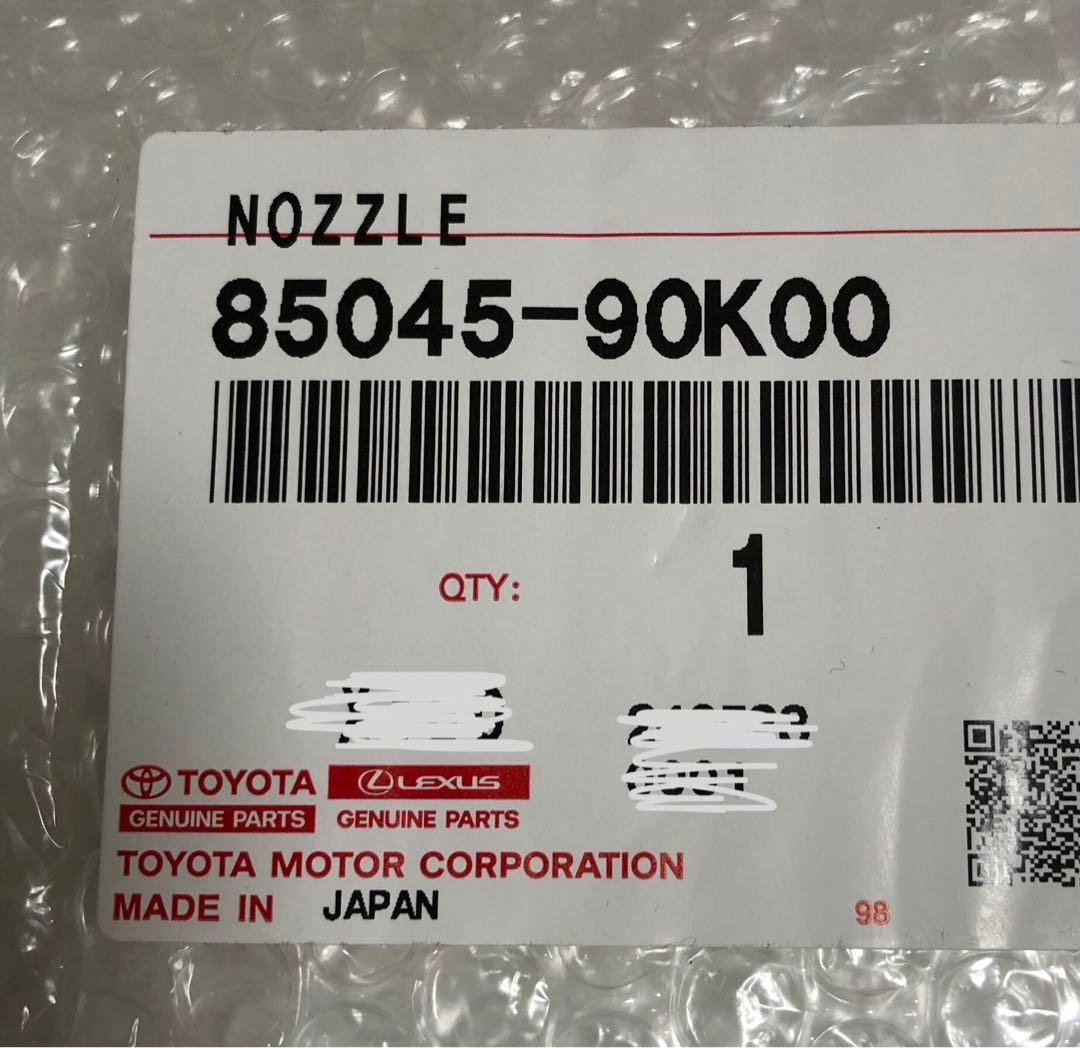 NOZZLE
85045-90K00
QTY: 1
TOYOTA LEXUS
GENUINE PARTS GENUINE PARTS
TOYOTA MOTOR CORPORATION
MADE IN JAPAN 98